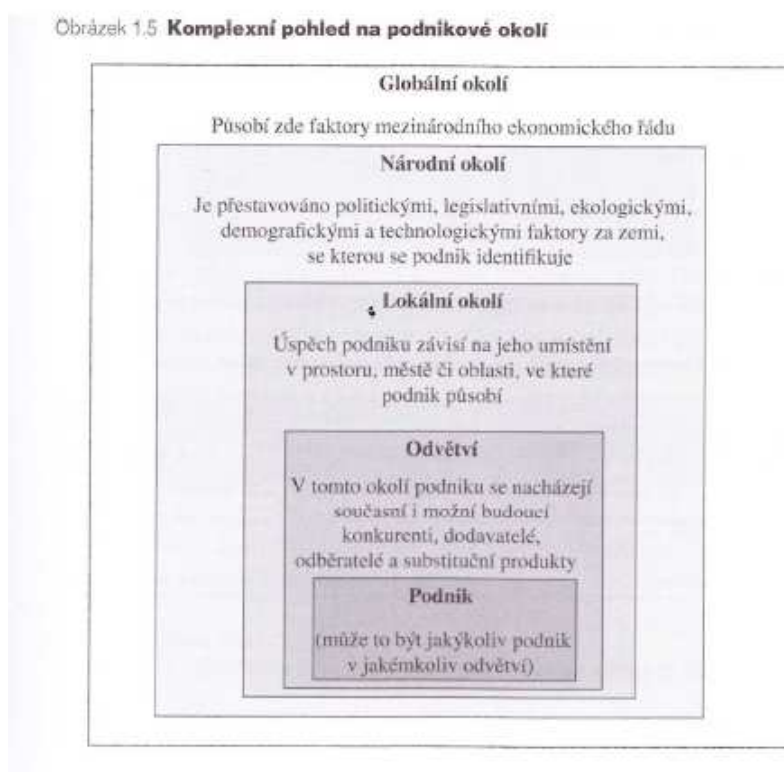 Obrázek 1.5 Komplexní pohled na podnikové okolí
Globální okolí
Působí zde faktory mezinárodního ekonomického řádu
Národní okolí
Je přestavováno politickými, legislativními, ekologickými,
demografickými a technologickými faktory za zemi,
se kterou se podnik identifikuje
Lokální okolí
Úspěch podniku závisí na jeho umístění
v prostoru, městě či oblasti, ve které
podnik působí
Odvětví
V tomto okolí podniku se nacházejí
současní i možní budoucí
konkurenti, dodavatelé,
odběratelé a substituční produkty
Podnik
(může to být jakýkoliv podnik
v jakémkoliv odvětví)